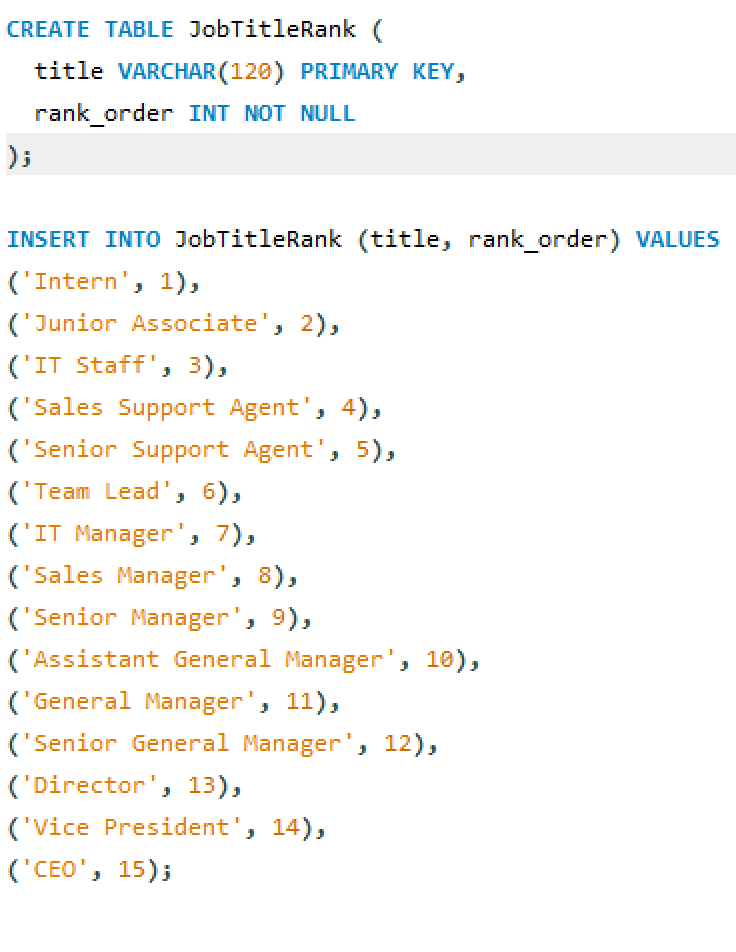 CREATE TABLE JobTitleRank (
  title VARCHAR(120) PRIMARY KEY,
  rank_order INT NOT NULL
);

INSERT INTO JobTitleRank (title, rank_order) VALUES
('Intern', 1),
('Junior Associate', 2),
('IT Staff', 3),
('Sales Support Agent', 4),
('Senior Support Agent', 5),
('Team Lead', 6),
('IT Manager', 7),
('Sales Manager', 8),
('Senior Manager', 9),
('Assistant General Manager', 10),
('General Manager', 11),
('Senior General Manager', 12),
('Director', 13),
('Vice President', 14),
('CEO', 15);